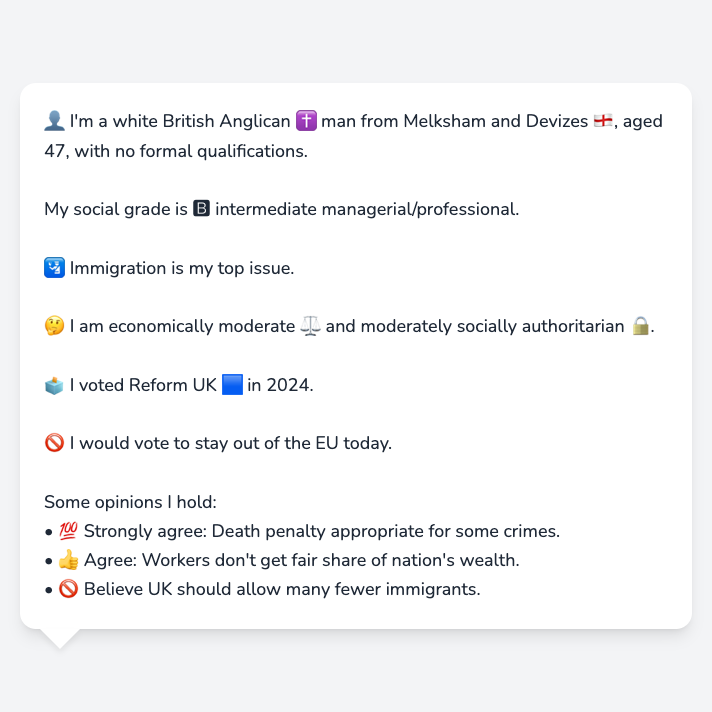 👤 I'm a white British Anglican ✝️ man from Melksham and Devizes 🏴󠁧󠁢󠁥󠁮󠁧󠁿, aged
47, with no formal qualifications.
My social grade is 🅱 intermediate managerial/professional.
🛂 Immigration is my top issue.
🤔 I am economically moderate ⚖️ and moderately socially authoritarian 🔒.
🗳️ I voted Reform UK 🟦 in 2024.
🚫 I would vote to stay out of the EU today.
Some opinions I hold:
• 💯 Strongly agree: Death penalty appropriate for some crimes.
• 👍 Agree: Workers don't get fair share of nation's wealth.
• 🚫 Believe UK should allow many fewer immigrants.